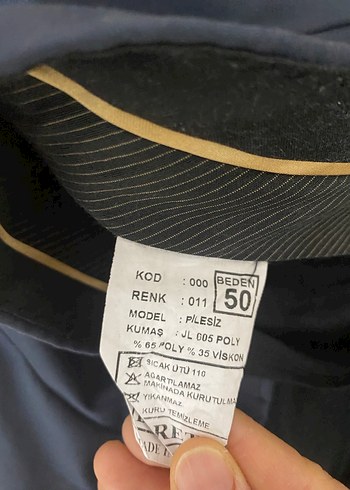 KOD : 000 BEDEN
RENK : 011 50
MODEL : PİLESİZ
KUMAŞ : JL 605 POLY
% 65 POLY % 35 VİSKON
SICAK ÜTÜ 110
AĞARTILAMAZ
MAKİNADA KURUTULMA
YIKANMAZ
KURU TEMİZLEME